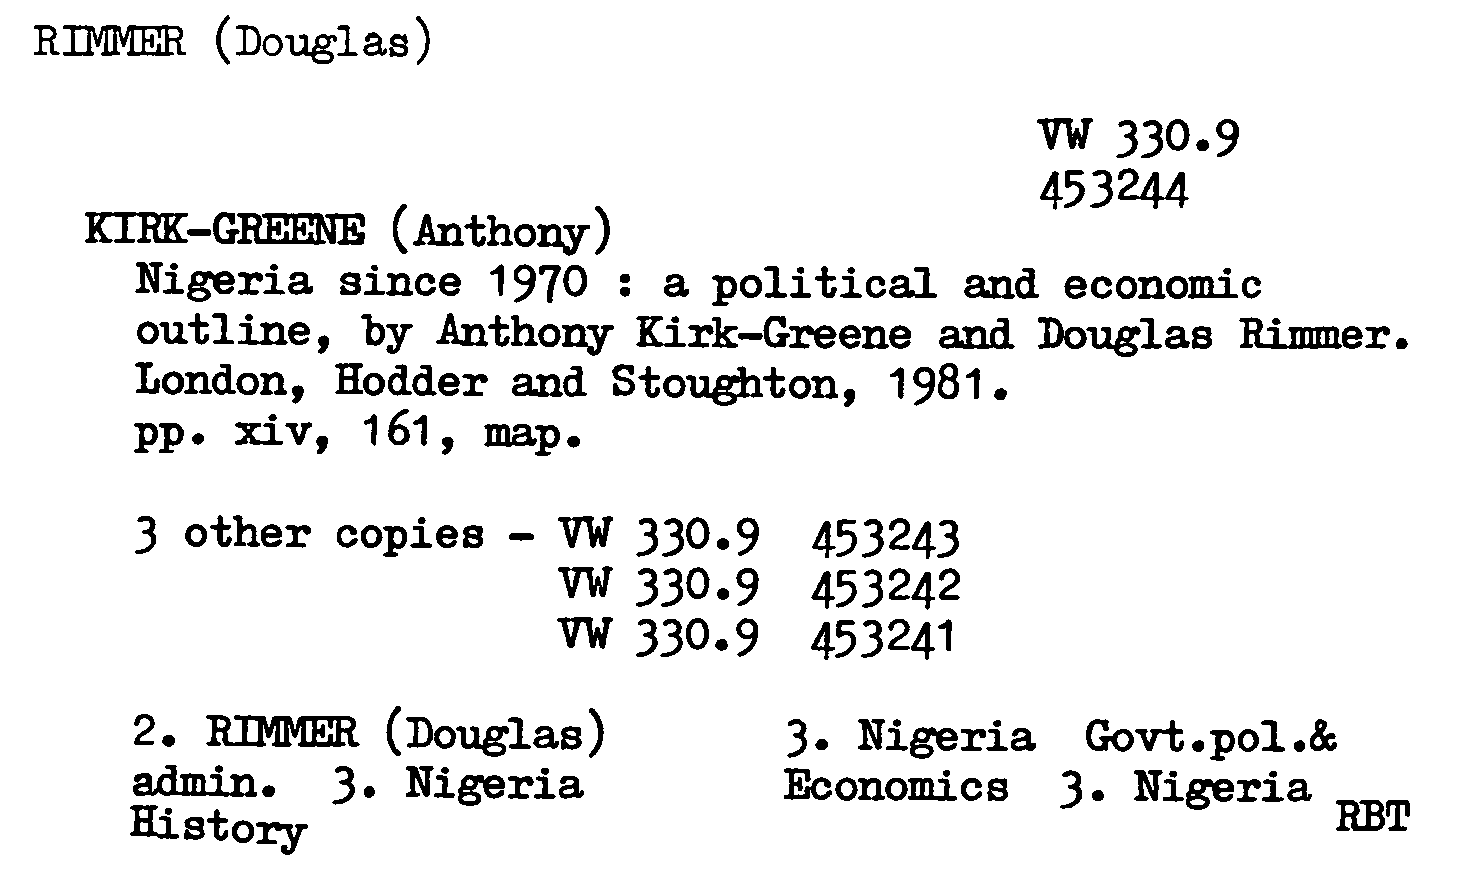 RIMMER (Douglas)
VW 330.9
453244
KIRK-GREENE (Anthony)
Nigeria since 1970 : a political and economic
outline, by Anthony Kirk-Greene and Douglas Rimmer.
London, Hodder and Stoughton, 1981.
pp. xiv, 161, map.
3 other copies - VW 330.9 453243
VW 330.9 453242
VW 330.9 453241
2. RIMMER (Douglas) 3. Nigeria Govt.pol.&
admin. 3. Nigeria Economics 3. Nigeria
History RBT